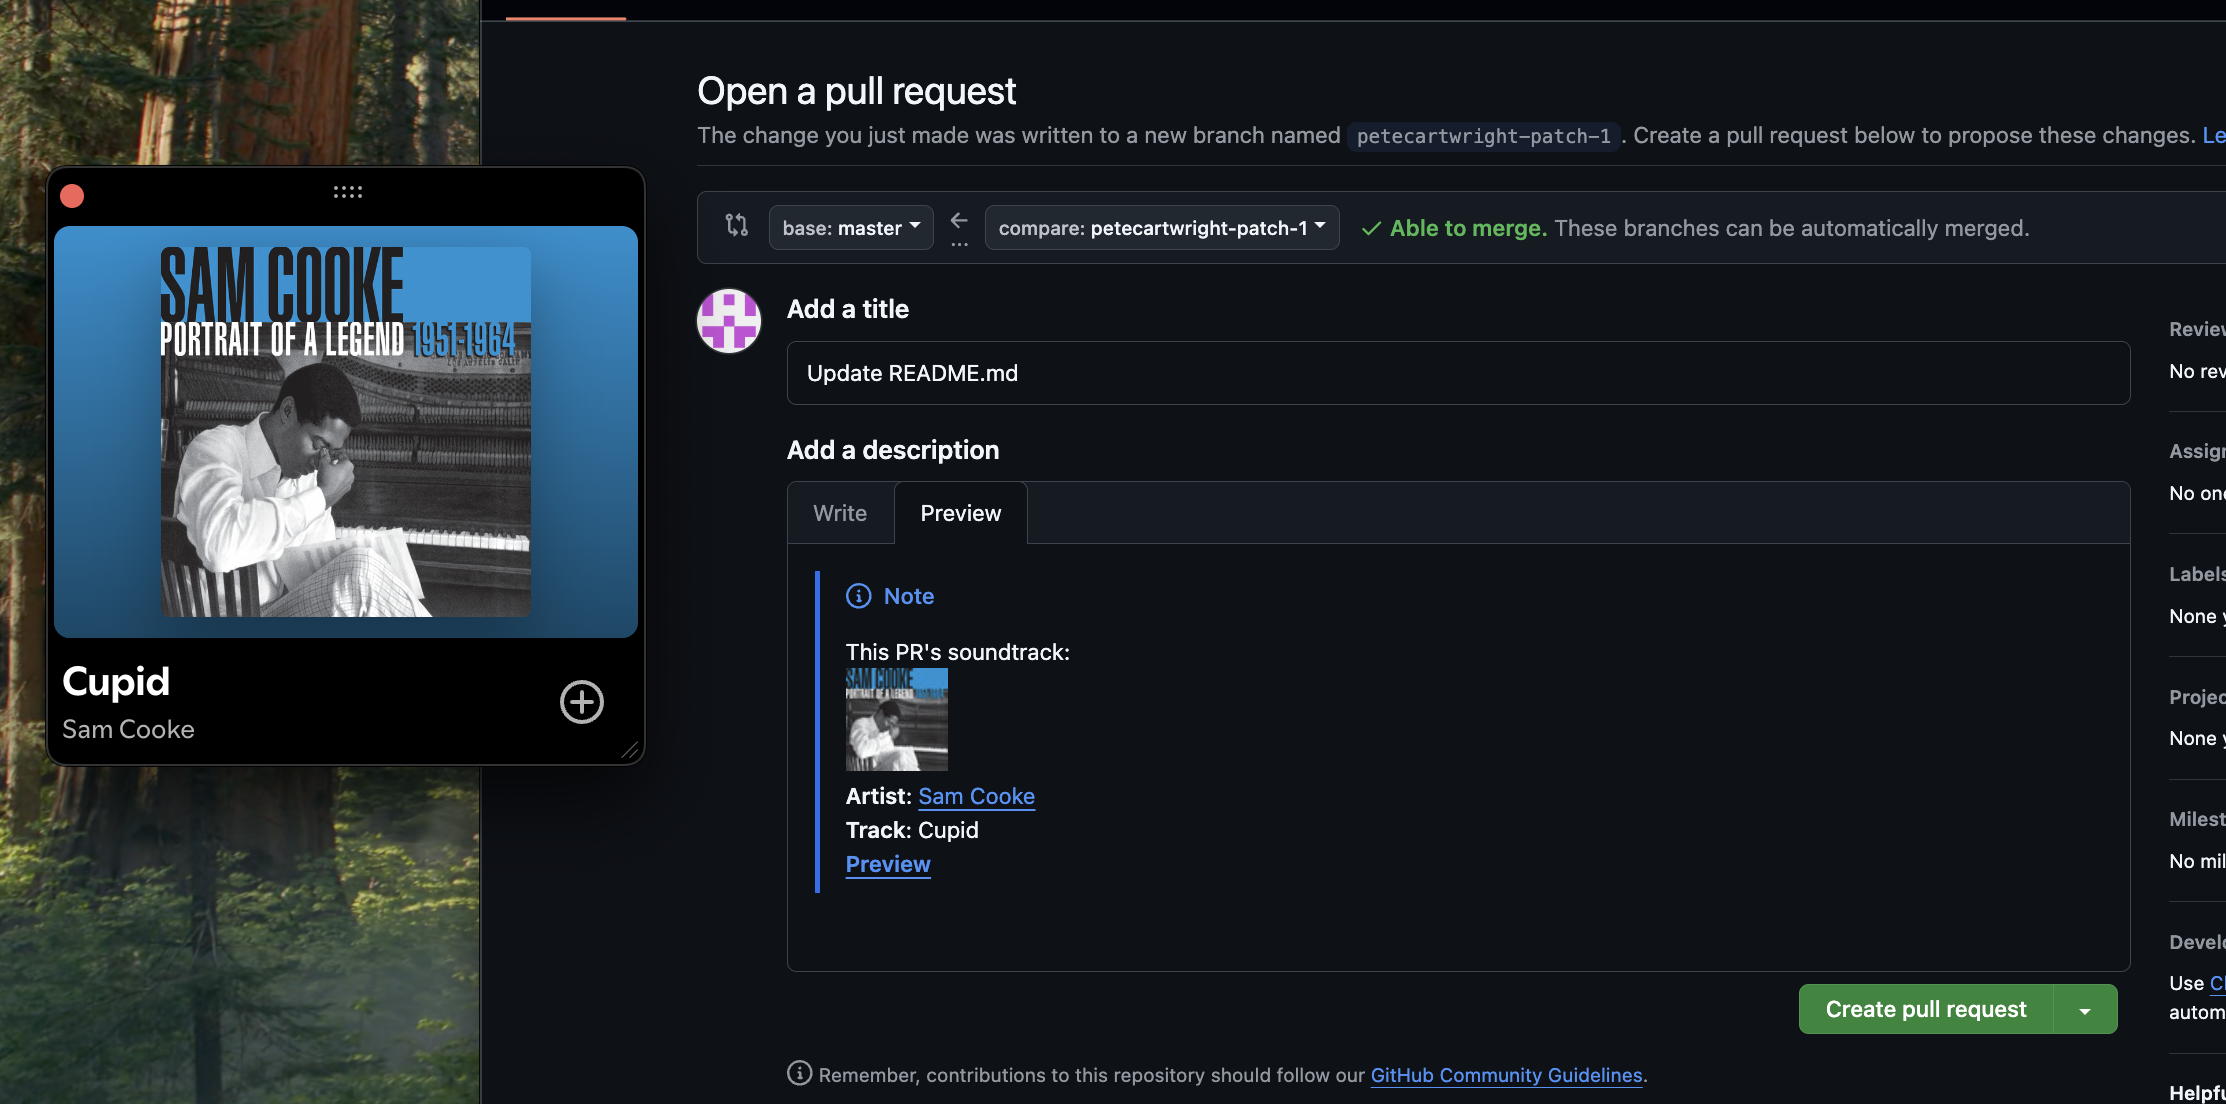 SAM COOKE
PORTRAIT OF A LEGEND 1951-1964
Cupid
Sam Cooke
Open a pull request
The change you just made was written to a new branch named petecartwright-patch-1. Create a pull request below to propose these changes. Le
base: master
compare: petecartwright-patch-1
Able to merge. These branches can be automatically merged.
Add a title
Update README.md
Add a description
Write
Preview
Note
This PR's soundtrack:
SAM COOKE
Artist: Sam Cooke
Track: Cupid
Preview
Create pull request
Remember, contributions to this repository should follow our GitHub Community Guidelines.
Review
No rev
Assign
No one
Labels
None y
Projec
None y
Milest
No mil
Develo
Use
autom
Helpfu